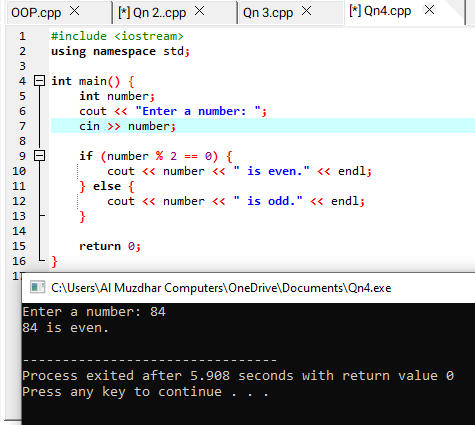 OOP.cpp [*] Qn 2..cpp Qn 3.cpp [*] Qn4.cpp
1 #include <iostream>
2 using namespace std;
3
4 int main() {
5 int number;
6 cout << "Enter a number: ";
7 cin >> number;
8
9 if (number % 2 == 0) {
10 cout << number << " is even." << endl;
11 } else {
12 cout << number << " is odd." << endl;
13 }
14
15 return 0;
16 }
C:\Users\Al Muzdhar Computers\OneDrive\Documents\Qn4.exe
Enter a number: 84
84 is even.
--------------------------------
Process exited after 5.908 seconds with return value 0
Press any key to continue . . .